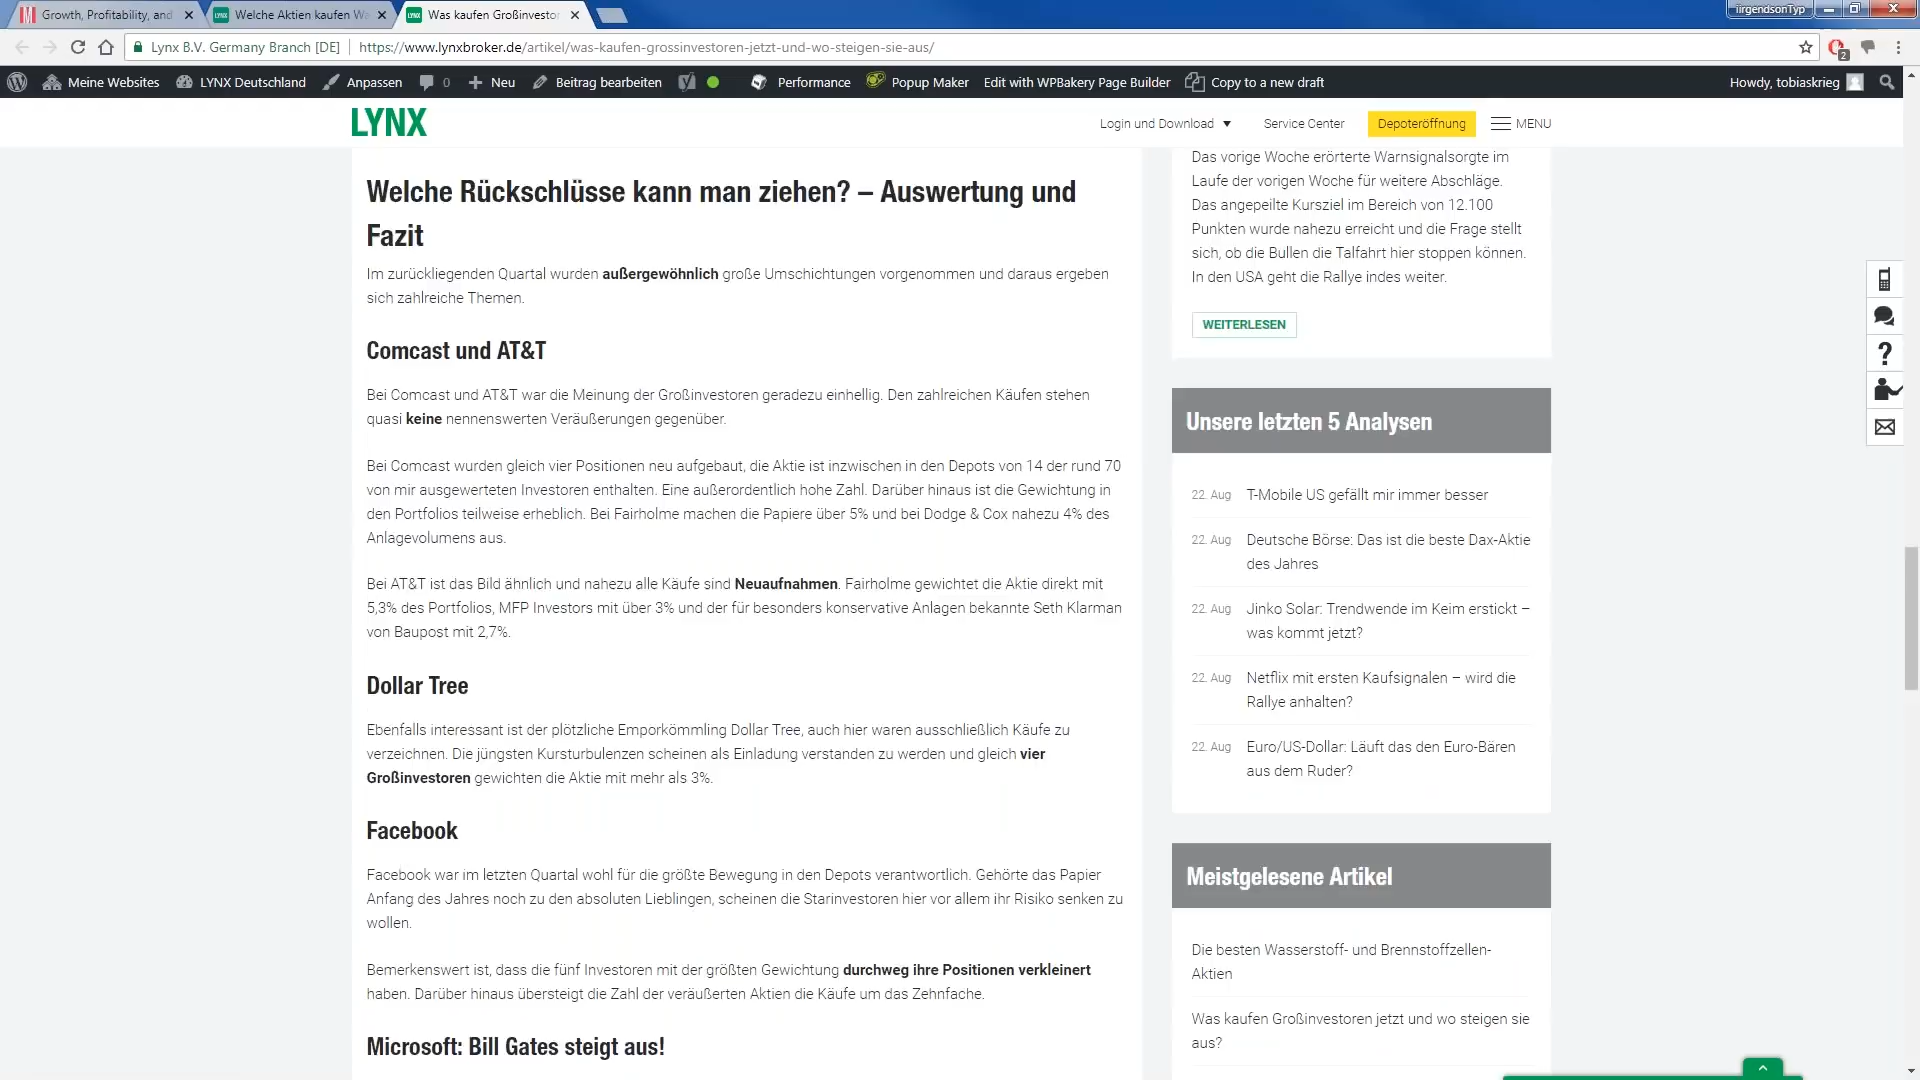 Growth, Profitability, and
Welche Aktien kaufen Wa
Was kaufen Großinvestor
iirgendsonTyp
Lynx B.V. Germany Branch [DE]
https://www.lynxbroker.de/artikel/was-kaufen-grossinvestoren-jetzt-und-wo-steigen-sie-aus/
2
Meine Websites
LYNX Deutschland
Anpassen
0
Neu
Beitrag bearbeiten
Performance
Popup Maker
Edit with WPBakery Page Builder
Copy to a new draft
Howdy, tobiaskrieg
LYNX
Login und Download
Service Center
Depoteröffnung
MENU
Welche Rückschlüsse kann man ziehen? – Auswertung und
Fazit
Im zurückliegenden Quartal wurden außergewöhnlich große Umschichtungen vorgenommen und daraus ergeben
sich zahlreiche Themen.
Comcast und AT&T
Bei Comcast und AT&T war die Meinung der Großinvestoren geradezu einhellig. Den zahlreichen Käufen stehen
quasi keine nennenswerten Veräußerungen gegenüber.
Bei Comcast wurden gleich vier Positionen neu aufgebaut, die Aktie ist inzwischen in den Depots von 14 der rund 70
von mir ausgewerteten Investoren enthalten. Eine außerordentlich hohe Zahl. Darüber hinaus ist die Gewichtung in
den Portfolios teilweise erheblich. Bei Fairholme machen die Papiere über 5% und bei Dodge & Cox nahezu 4% des
Anlagevolumens aus.
Bei AT&T ist das Bild ähnlich und nahezu alle Käufe sind Neuaufnahmen. Fairholme gewichtet die Aktie direkt mit
5,3% des Portfolios, MFP Investors mit über 3% und der für besonders konservative Anlagen bekannte Seth Klarman
von Baupost mit 2,7%.
Dollar Tree
Ebenfalls interessant ist der plötzliche Emporkömmling Dollar Tree, auch hier waren ausschließlich Käufe zu
verzeichnen. Die jüngsten Kursturbulenzen scheinen als Einladung verstanden zu werden und gleich vier
Großinvestoren gewichten die Aktie mit mehr als 3%.
Facebook
Facebook war im letzten Quartal wohl für die größte Bewegung in den Depots verantwortlich. Gehörte das Papier
Anfang des Jahres noch zu den absoluten Lieblingen, scheinen die Starinvestoren hier vor allem ihr Risiko senken zu
wollen.
Bemerkenswert ist, dass die fünf Investoren mit der größten Gewichtung durchweg ihre Positionen verkleinert
haben. Darüber hinaus übersteigt die Zahl der veräußerten Aktien die Käufe um das Zehnfache.
Microsoft: Bill Gates steigt aus!
Das vorige Woche erörterte Warnsignalsorgte im
Laufe der vorigen Woche für weitere Abschläge.
Das angepeilte Kursziel im Bereich von 12.100
Punkten wurde nahezu erreicht und die Frage stellt
sich, ob die Bullen die Talfahrt hier stoppen können.
In den USA geht die Rallye indes weiter.
WEITERLESEN
Unsere letzten 5 Analysen
22. Aug T-Mobile US gefällt mir immer besser
22. Aug Deutsche Börse: Das ist die beste Dax-Aktie
des Jahres
22. Aug Jinko Solar: Trendwende im Keim erstickt –
was kommt jetzt?
22. Aug Netflix mit ersten Kaufsignalen – wird die
Rallye anhalten?
22. Aug Euro/US-Dollar: Läuft das den Euro-Bären
aus dem Ruder?
Meistgelesene Artikel
Die besten Wasserstoff- und Brennstoffzellen-
Aktien
Was kaufen Großinvestoren jetzt und wo steigen sie
aus?